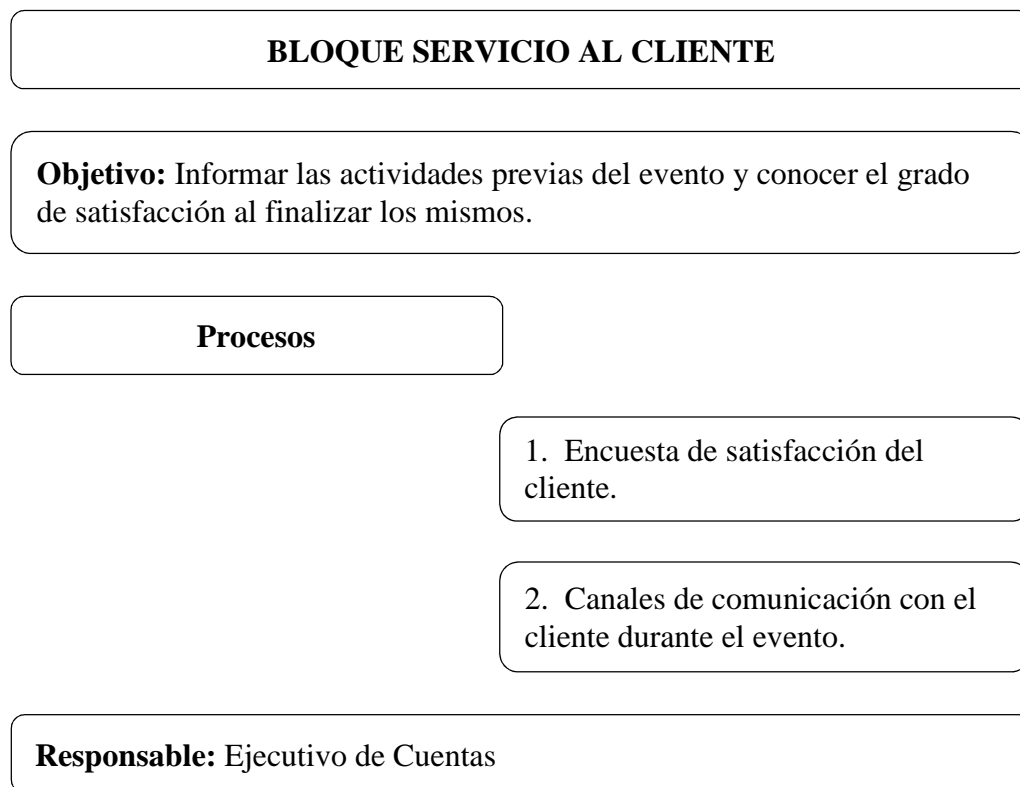 BLOQUE SERVICIO AL CLIENTE
Objetivo: Informar las actividades previas del evento y conocer el grado
de satisfacción al finalizar los mismos.
Procesos
1. Encuesta de satisfacción del
cliente.
2. Canales de comunicación con el
cliente durante el evento.
Responsable: Ejecutivo de Cuentas